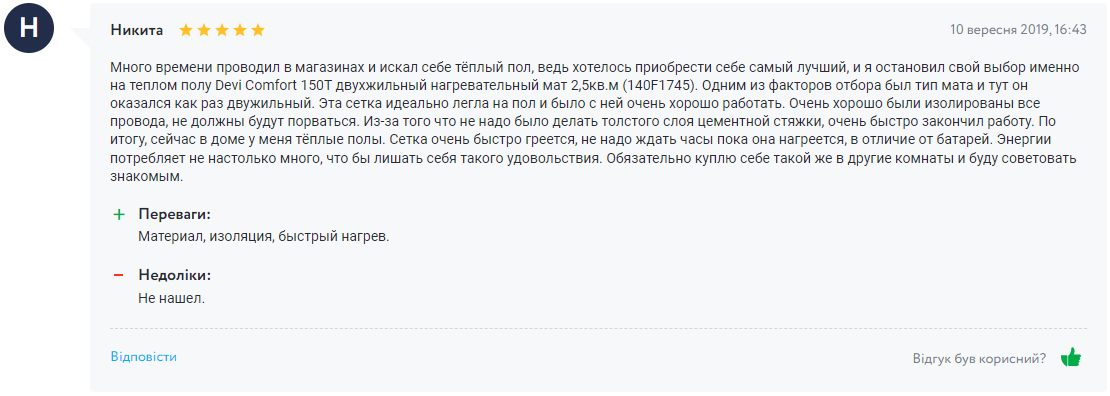 Н
Никита
10 вересня 2019, 16:43
Много времени проводил в магазинах и искал себе тёплый пол, ведь хотелось приобрести себе самый лучший, и я остановил свой выбор именно
на теплом полу Devi Comfort 150T двухжильный нагревательный мат 2,5кв.м (140F1745). Одним из факторов отбора был тип мата и тут он
оказался как раз двужильный. Эта сетка идеально легла на пол и было с ней очень хорошо работать. Очень хорошо были изолированы все
провода, не должны будут порваться. Из-за того что не надо было делать толстого слоя цементной стяжки, очень быстро закончил работу. По
итогу, сейчас в доме у меня тёплые полы. Сетка очень быстро греется, не надо ждать часы пока она нагреется, в отличие от батарей. Энергии
потребляет не настолько много, что бы лишать себя такого удовольствия. Обязательно куплю себе такой же в другие комнаты и буду советовать
знакомым.
+ Переваги:
Материал, изоляция, быстрый нагрев.
− Недоліки:
Не нашел.
Відповісти
Відгук був корисний?